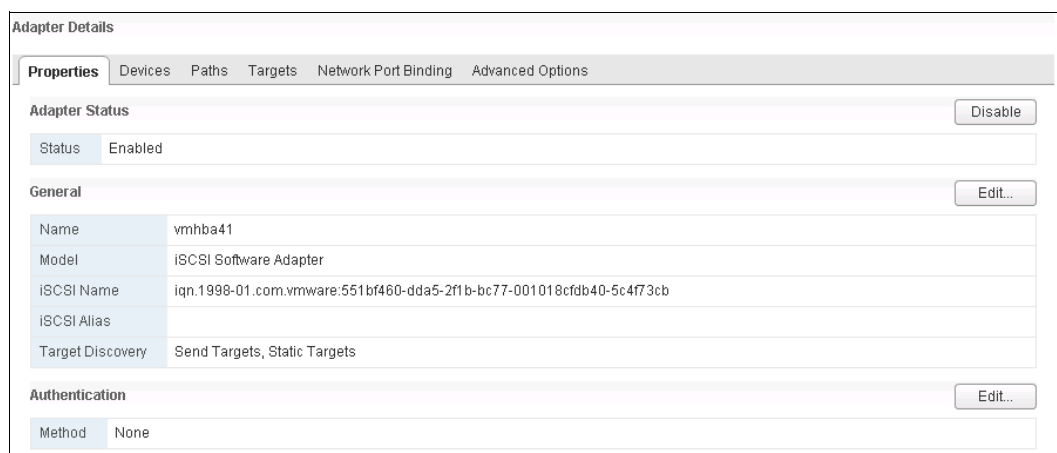 Adapter Details
Properties Devices Paths Targets Network Port Binding Advanced Options
Adapter Status Disable
Status Enabled
General Edit...
Name vmhba41
Model iSCSI Software Adapter
iSCSI Name iqn.1998-01.com.vmware:551bf460-dda5-2f1b-bc77-001018cfdb40-5c4f73cb
iSCSI Alias
Target Discovery Send Targets, Static Targets
Authentication Edit...
Method None